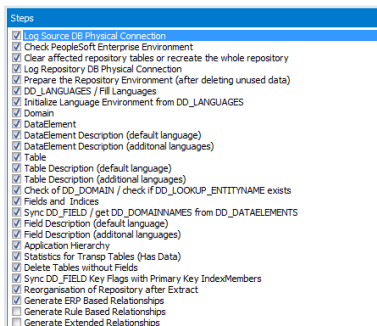 Steps
Log Source DB Physical Connection
Check PeopleSoft Enterprise Environment
Clear affected repository tables or recreate the whole repository
Log Repository DB Physical Connection
Prepare the Repository Environment (after deleting unused data)
DD_LANGUAGES / Fill Languages
Initialize Language Environment from DD_LANGUAGES
Domain
DataElement
DataElement Description (default language)
DataElement Description (additonal languages)
Table
Table Description (default language)
Table Description (additional languages)
Check of DD_DOMAIN / check if DD_LOOKUP_ENTITYNAME exists
Fields and Indices
Sync DD_FIELD / get DD_DOMAINNAMES from DD_DATAELEMENTS
Field Description (default language)
Field Description (additonal languages)
Application Hierarchy
Statistics for Transp Tables (Has Data)
Delete Tables without Fields
Sync DD_FIELD Key Flags with Primary Key IndexMembers
Reorganisation of Repository after Extract
Generate ERP Based Relationships
Generate Rule Based Relationships
Generate Extended Relationships